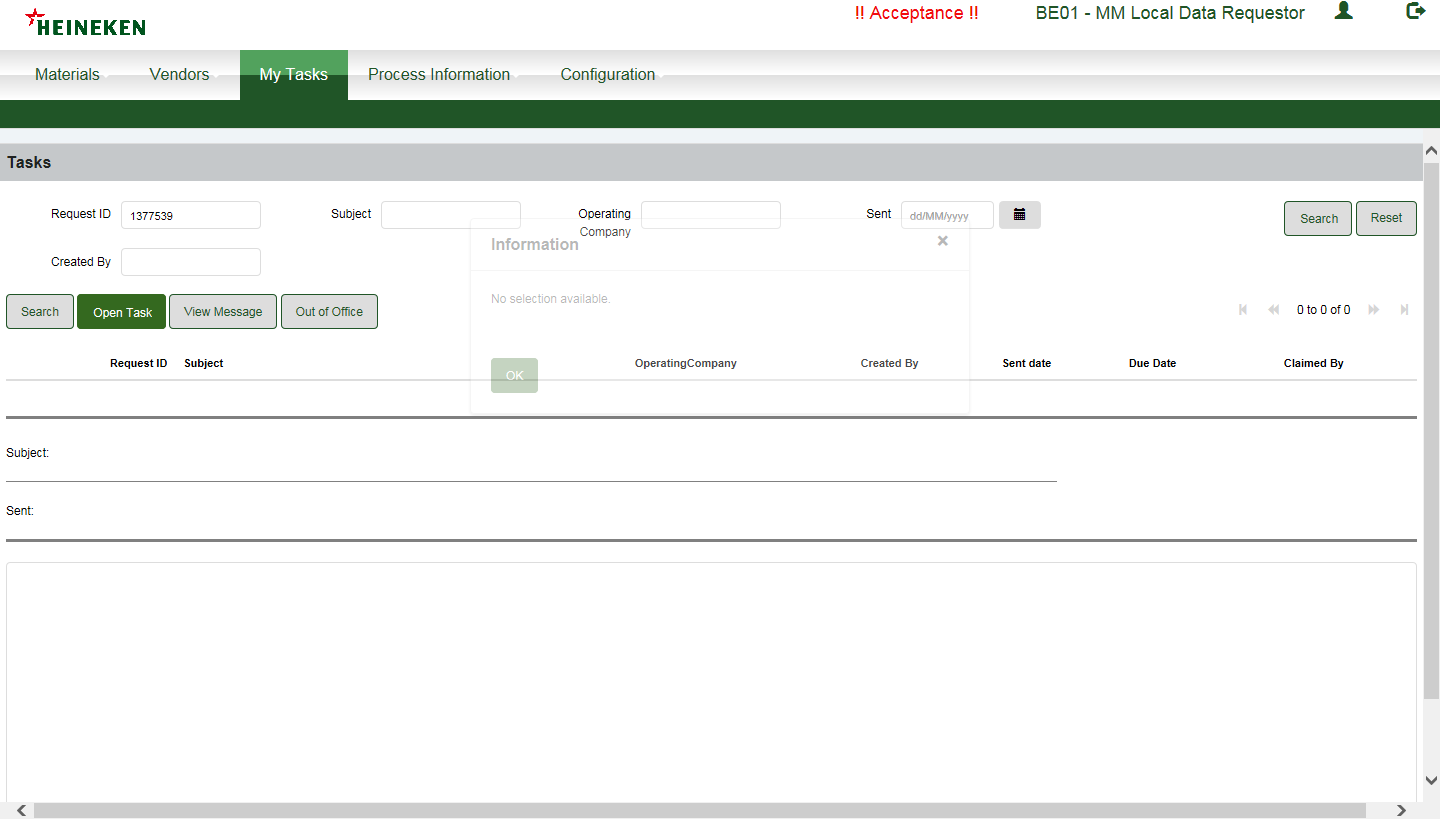 HEINEKEN
!! Acceptance !! BE01 - MM Local Data Requestor
Materials Vendors My Tasks Process Information Configuration
Tasks
Request ID 1377539 Subject Operating Company Sent dd/MM/yyyy Search Reset
Created By
Information
No selection available.
OK
Search Open Task View Message Out of Office 0 to 0 of 0
Request ID Subject OperatingCompany Created By Sent date Due Date Claimed By
Subject:
Sent: